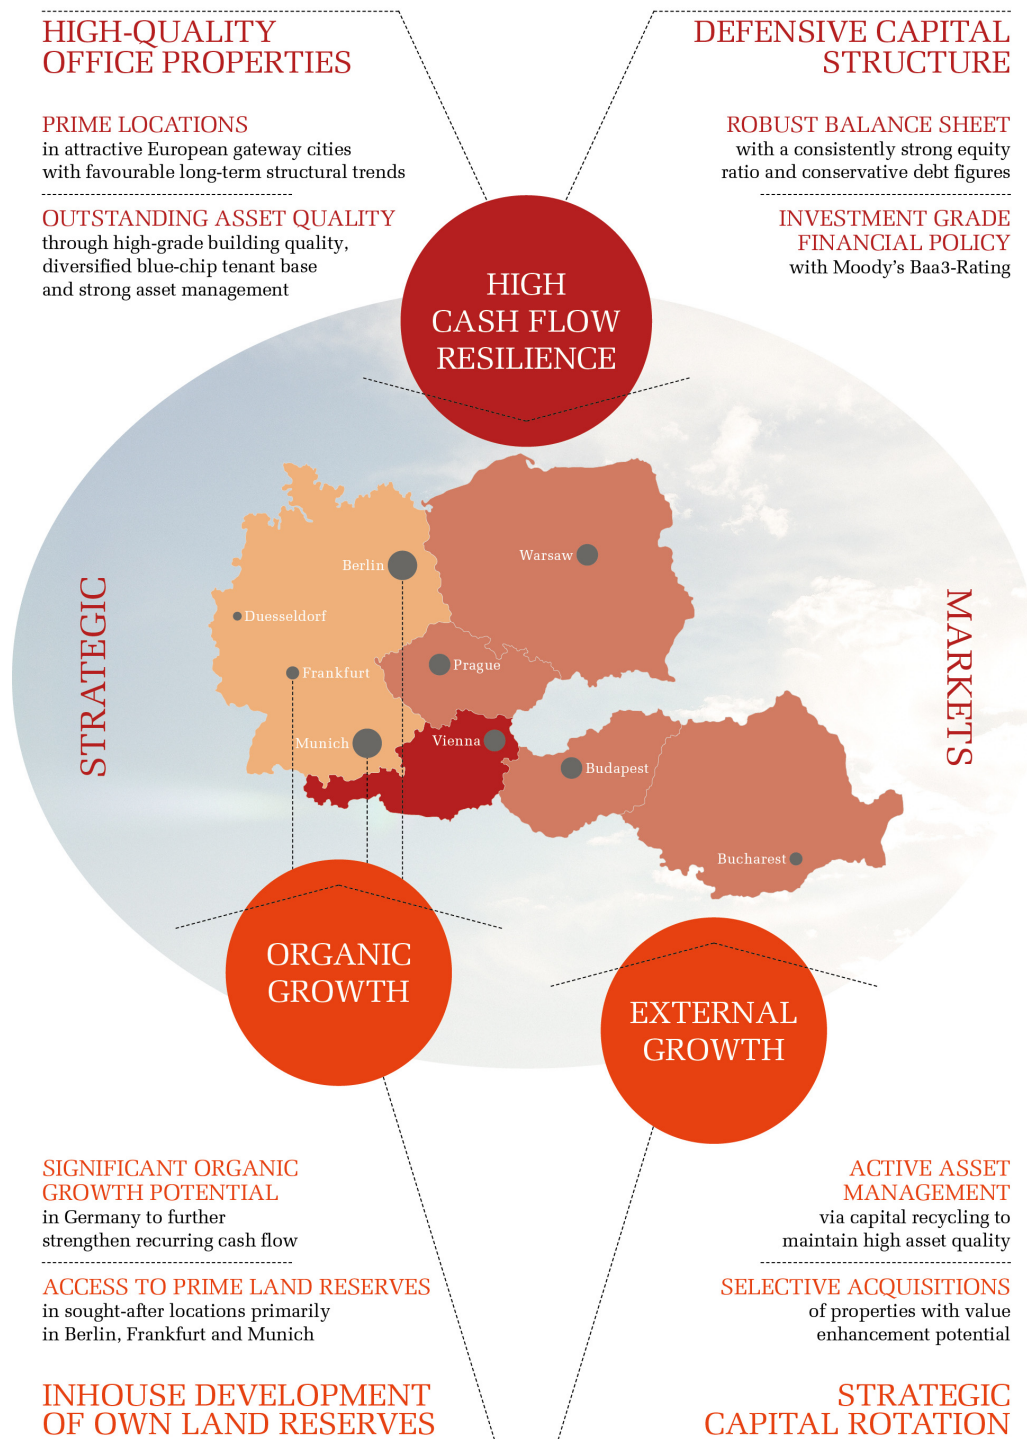 HIGH-QUALITY
OFFICE PROPERTIES
PRIME LOCATIONS
in attractive European gateway cities
with favourable long-term structural trends
OUTSTANDING ASSET QUALITY
through high-grade building quality,
diversified blue-chip tenant base
and strong asset management
DEFENSIVE CAPITAL
STRUCTURE
ROBUST BALANCE SHEET
with a consistently strong equity
ratio and conservative debt figures
INVESTMENT GRADE
FINANCIAL POLICY
with Moody’s Baa3-Rating
HIGH
CASH FLOW
RESILIENCE
STRATEGIC
MARKETS
Berlin
Warsaw
Duesseldorf
Frankfurt
Prague
Munich
Vienna
Budapest
Bucharest
ORGANIC
GROWTH
EXTERNAL
GROWTH
SIGNIFICANT ORGANIC
GROWTH POTENTIAL
in Germany to further
strengthen recurring cash flow
ACCESS TO PRIME LAND RESERVES
in sought-after locations primarily
in Berlin, Frankfurt and Munich
INHOUSE DEVELOPMENT
OF OWN LAND RESERVES
ACTIVE ASSET
MANAGEMENT
via capital recycling to
maintain high asset quality
SELECTIVE ACQUISITIONS
of properties with value
enhancement potential
STRATEGIC
CAPITAL ROTATION